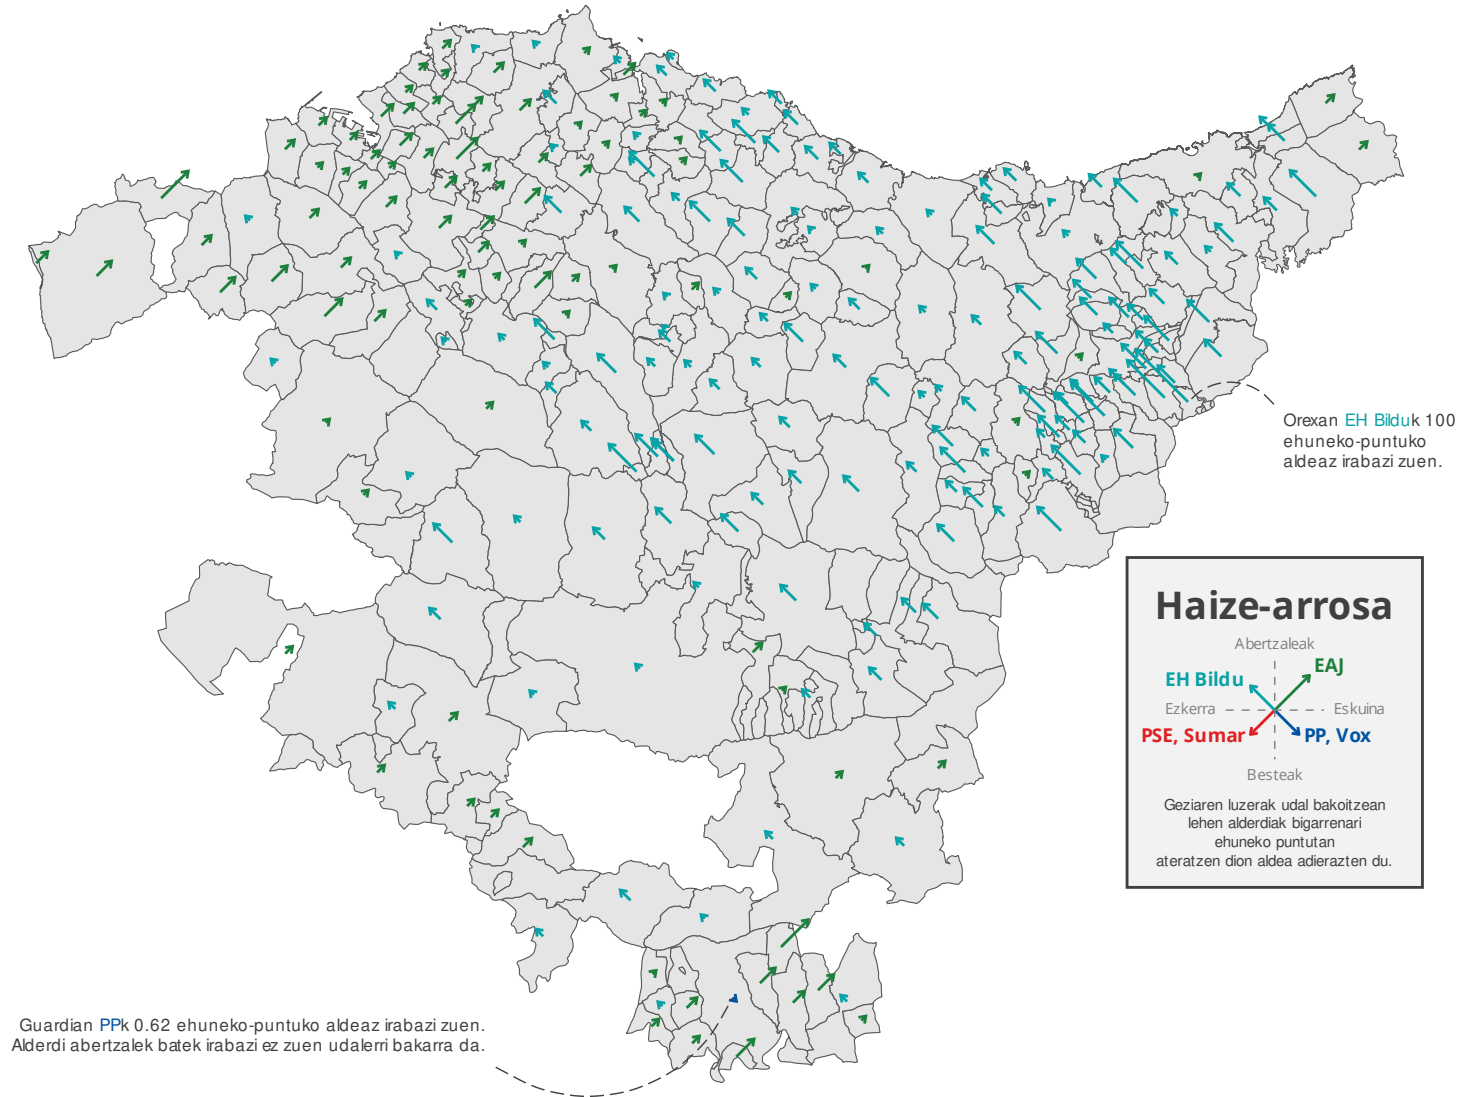 Orexan EH Bilduk 100
ehuneko-puntuko
aldeaz irabazi zuen.
Haize-arrosa
Abertzaleak
EAJ
EH Bildu
Ezkerra
Eskuina
PSE, Sumar
PP, Vox
Besteak
Geziaren luzerak udal bakoitzean
lehen alderdiak bigarrenari
ehuneko puntutan
ateratzen dion aldea adierazten du.
Guardian PPk 0.62 ehuneko-puntuko aldeaz irabazi zuen.
Alderdi abertzalek batek irabazi ez zuen udalerri bakarra da.